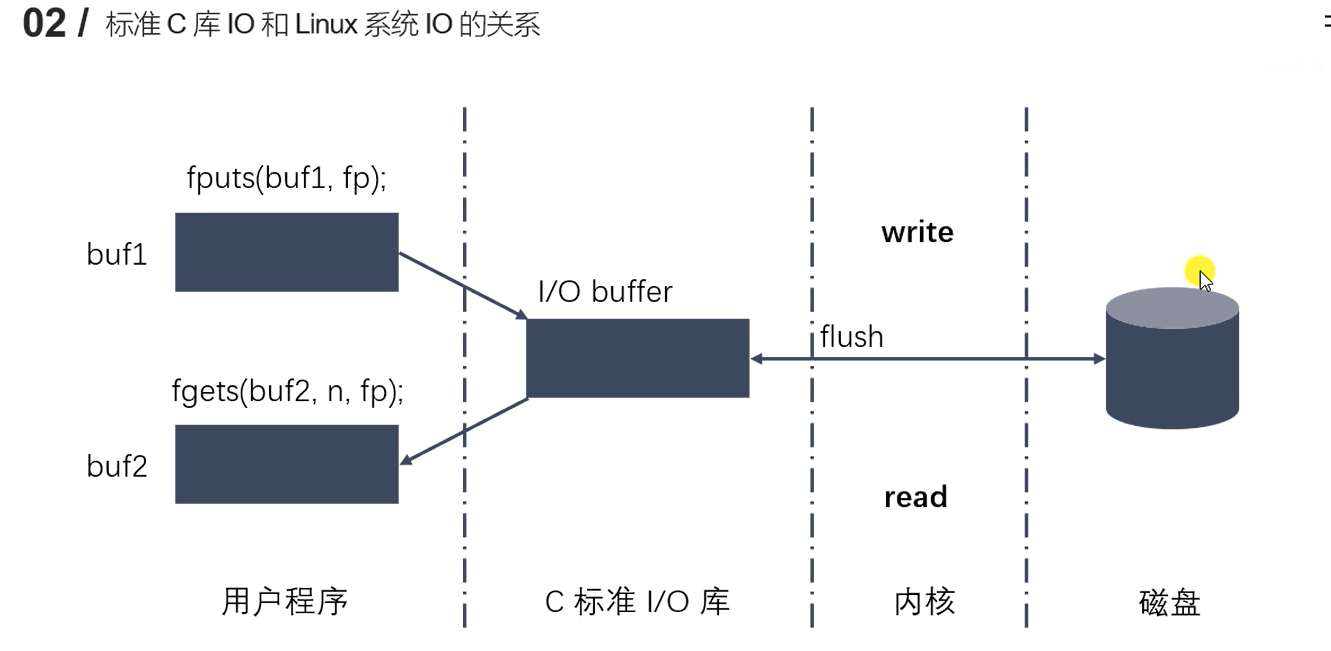 02 / 标准 C 库 IO 和 Linux 系统 IO 的关系
fputs(buf1, fp);
buf1
write
I/O buffer
flush
fgets(buf2, n, fp);
buf2
read
用户程序
C 标准 I/O 库
内核
磁盘